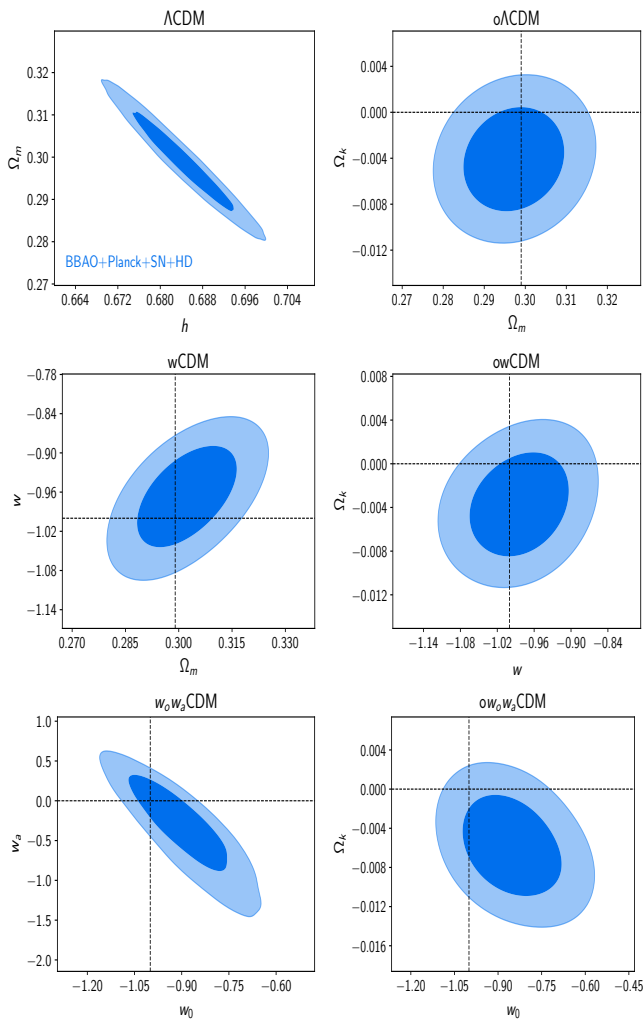 ΛCDM
0.32
0.31
0.30
0.29
0.28
0.27
Ωm
BBAO+Planck+SN+HD
0.664 0.672 0.680 0.688 0.696 0.704
h
oΛCDM
0.004
0.000
−0.004
−0.008
−0.012
Ωk
0.27 0.28 0.29 0.30 0.31 0.32
Ωm
wCDM
−0.78
−0.84
−0.90
−0.96
−1.02
−1.08
−1.14
w
0.270 0.285 0.300 0.315 0.330
Ωm
owCDM
0.008
0.004
0.000
−0.004
−0.008
−0.012
Ωk
−1.14 −1.08 −1.02 −0.96 −0.90 −0.84
w
wowaCDM
1.0
0.5
0.0
−0.5
−1.0
−1.5
−2.0
wa
−1.20 −1.05 −0.90 −0.75 −0.60
w0
owowaCDM
0.004
0.000
−0.004
−0.008
−0.012
−0.016
Ωk
−1.20 −1.05 −0.90 −0.75 −0.60 −0.45
w0